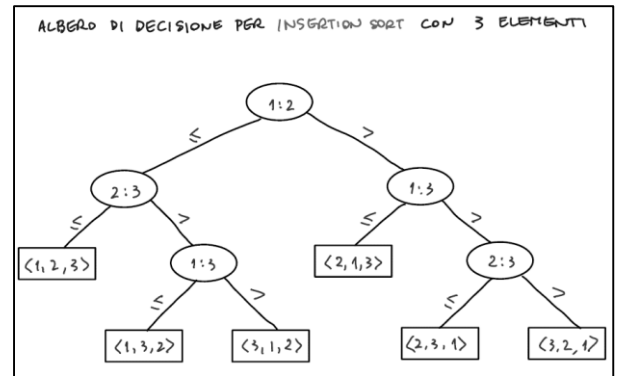 ALBERO DI DECISIONE PER INSERTION SORT CON 3 ELEMENTI
1:2
≤ >
2:3 1:3
≤ > ≤ >
<1,2,3> 1:3 <2,1,3> 2:3
≤ > ≤ >
<1,3,2> <3,1,2> <2,3,1> <3,2,1>